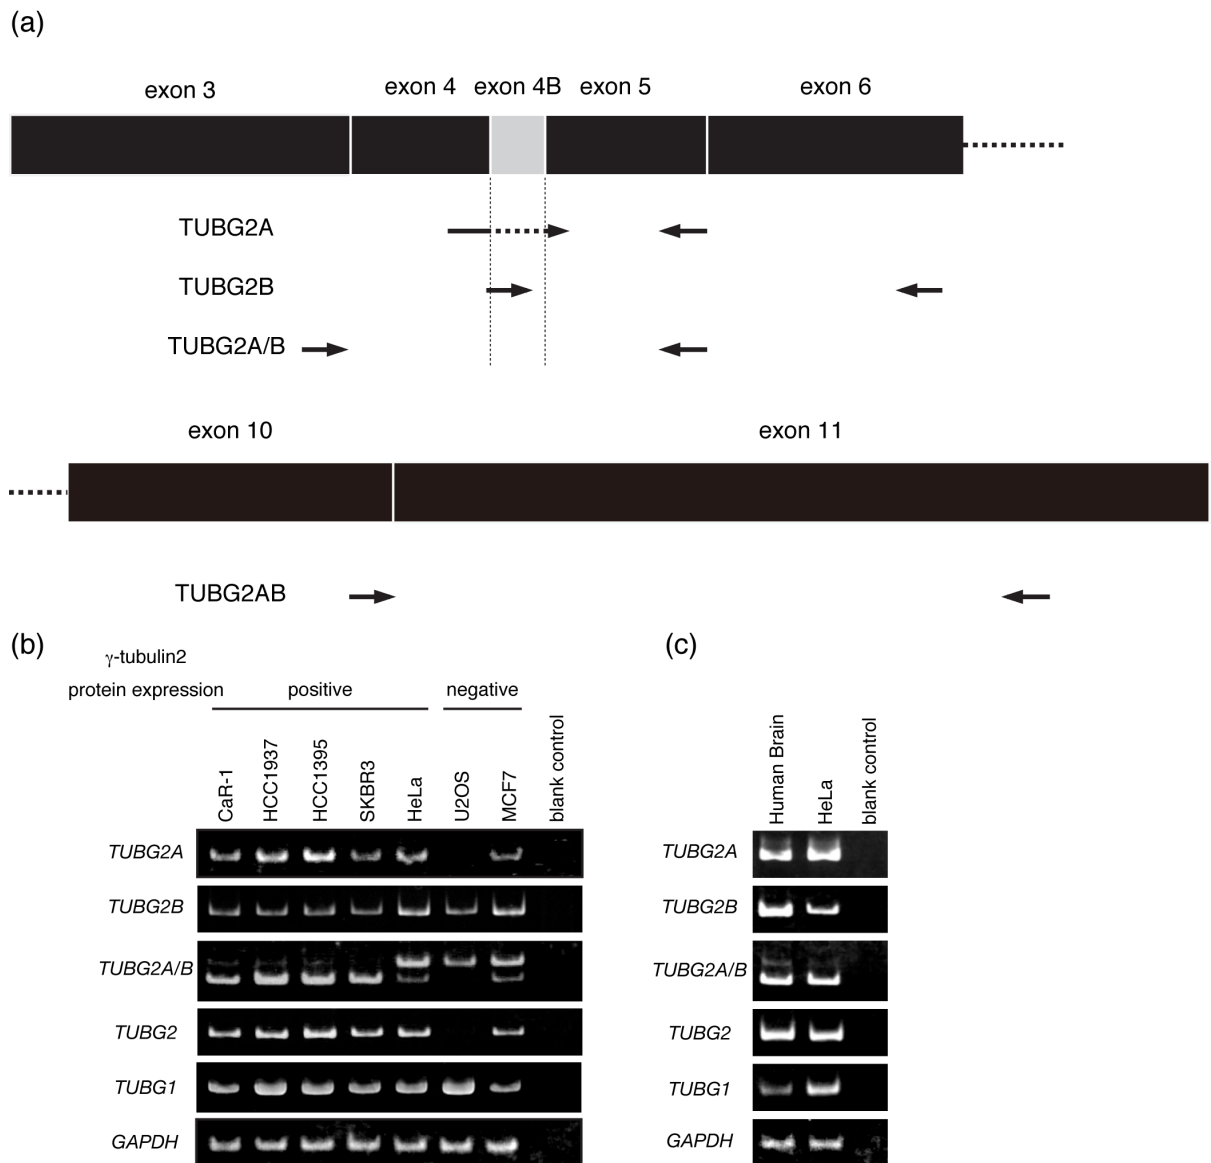 (a)
exon 3
exon 4
exon 4B
exon 5
exon 6
TUBG2A
TUBG2B
TUBG2A/B
exon 10
exon 11
TUBG2AB
(b)
γ-tubulin2
protein expression
positive
negative
CaR-1
HCC1937
HCC1395
SKBR3
HeLa
U2OS
MCF7
blank control
TUBG2A
TUBG2B
TUBG2A/B
TUBG2
TUBG1
GAPDH
(c)
Human Brain
HeLa
blank control
TUBG2A
TUBG2B
TUBG2A/B
TUBG2
TUBG1
GAPDH